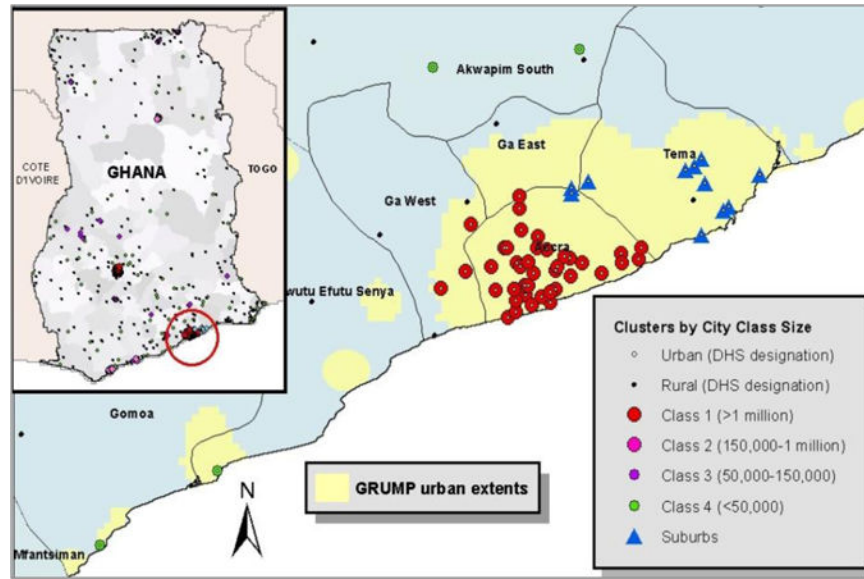 COTE
D'IVOIRE
GHANA
TOGO
Akwapim South
Ga East
Tema
Ga West
Accra
wutu Efutu Senya
Gomoa
Mfantsiman
N
GRUMP urban extents
Clusters by City Class Size
Urban (DHS designation)
Rural (DHS designation)
Class 1 (>1 million)
Class 2 (150,000-1 million)
Class 3 (50,000-150,000)
Class 4 (<50,000)
Suburbs